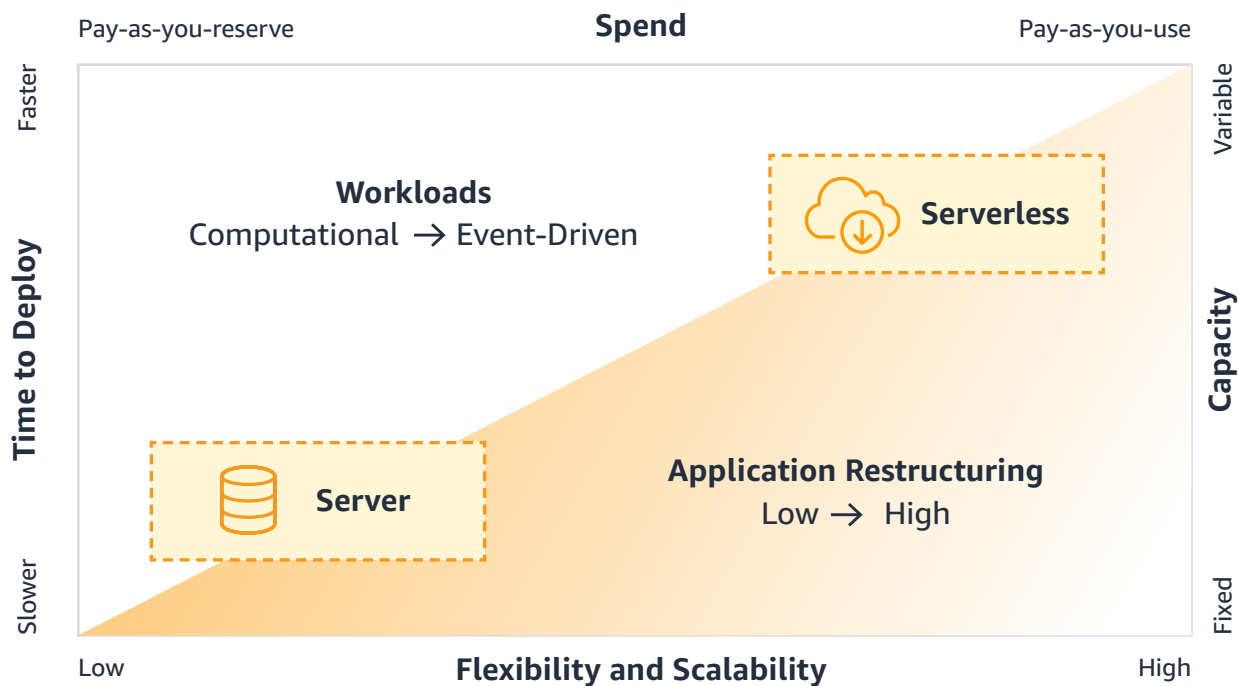 Pay-as-you-reserve
Spend
Pay-as-you-use
Faster
Variable
Workloads
Computational → Event-Driven
Serverless
Time to Deploy
Capacity
Application Restructuring
Low → High
Server
Slower
Fixed
Low
Flexibility and Scalability
High